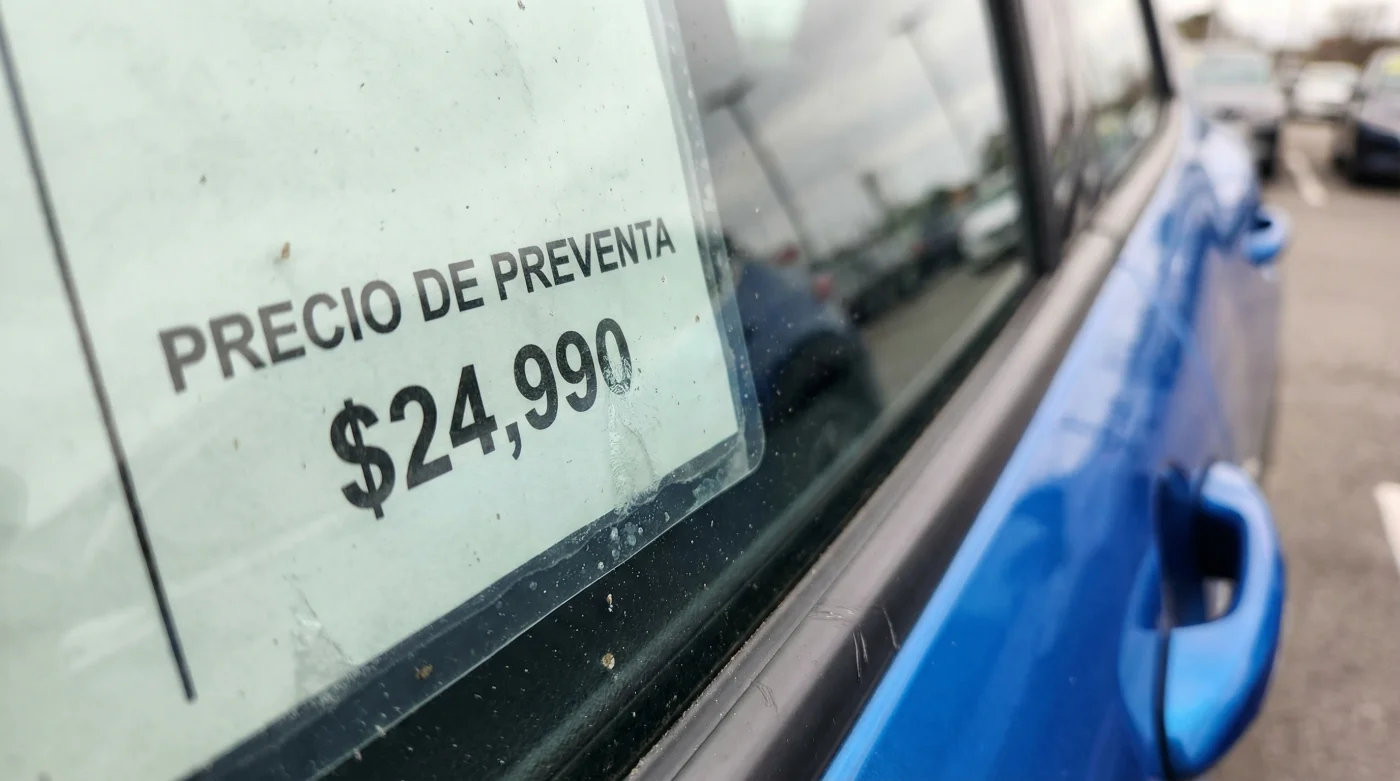 PRECIO DE PREVENTA
$24,990